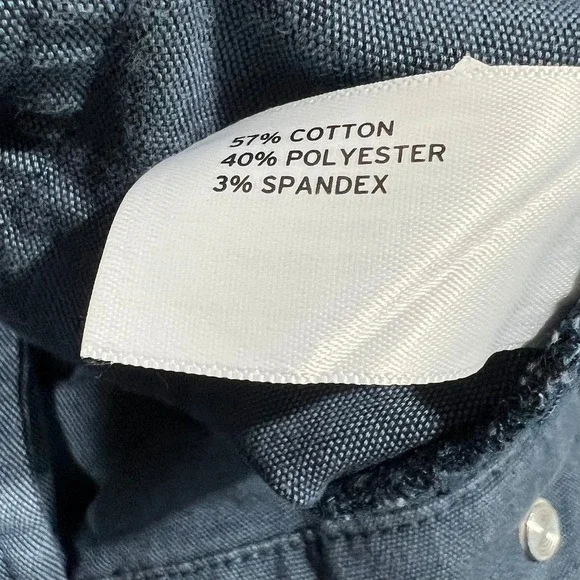 57% COTTON
40% POLYESTER
3% SPANDEX